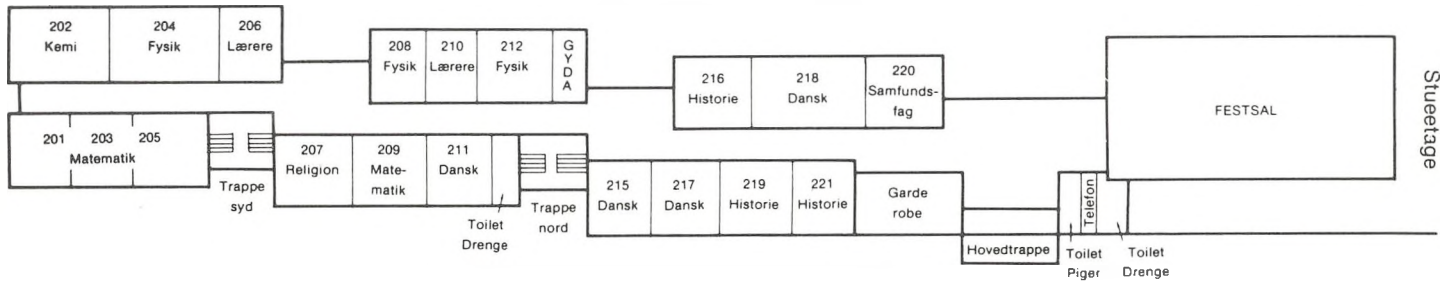 202
Kemi
204
Fysik
206
Lærere
208
Fysik
210
Lærere
212
Fysik
GYDA
216
Historie
218
Dansk
220
Samfunds-
fag
FESTSAL
Stueetage
201 203 205
Matematik
Trappe
syd
207
Religion
209
Mate-
matik
211
Dansk
Toilet
Drenge
Trappe
nord
215
Dansk
217
Dansk
219
Historie
221
Historie
Garde
robe
Hovedtrappe
Telefon
Toilet
Piger
Toilet
Drenge